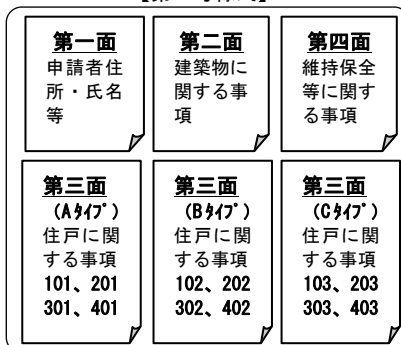 第一面
申請者住
所・氏名
等
第二面
建築物に
関する事
項
第四面
維持保全
等に関す
る事項
第三面
(Aﾀｲﾌﾟ)
住戸に関
する事項
101、201
301、401
第三面
(Bﾀｲﾌﾟ)
住戸に関
する事項
102、202
302、402
第三面
(Cﾀｲﾌﾟ)
住戸に関
する事項
103、203
303、403